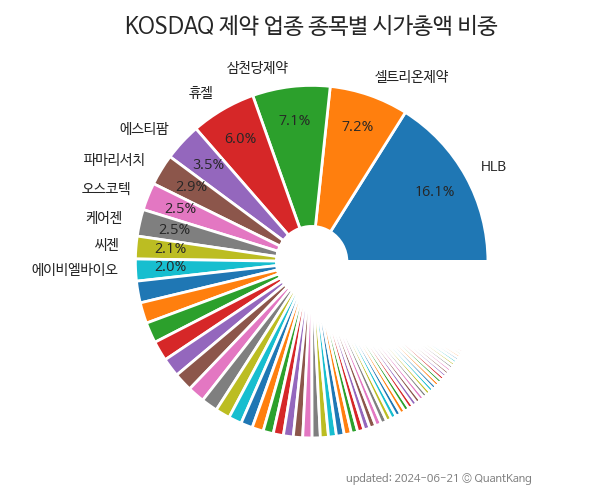 KOSDAQ 제약 업종 종목별 시가총액 비중
삼천당제약
셀트리온제약
휴젤
7.1%
7.2%
에스티팜
6.0%
파마리서치
3.5%
HLB
오스코텍
2.9%
16.1%
케어젠
2.5%
씨젠
2.5%
에이비엘바이오
2.1%
2.0%
updated: 2024-06-21 © QuantKang